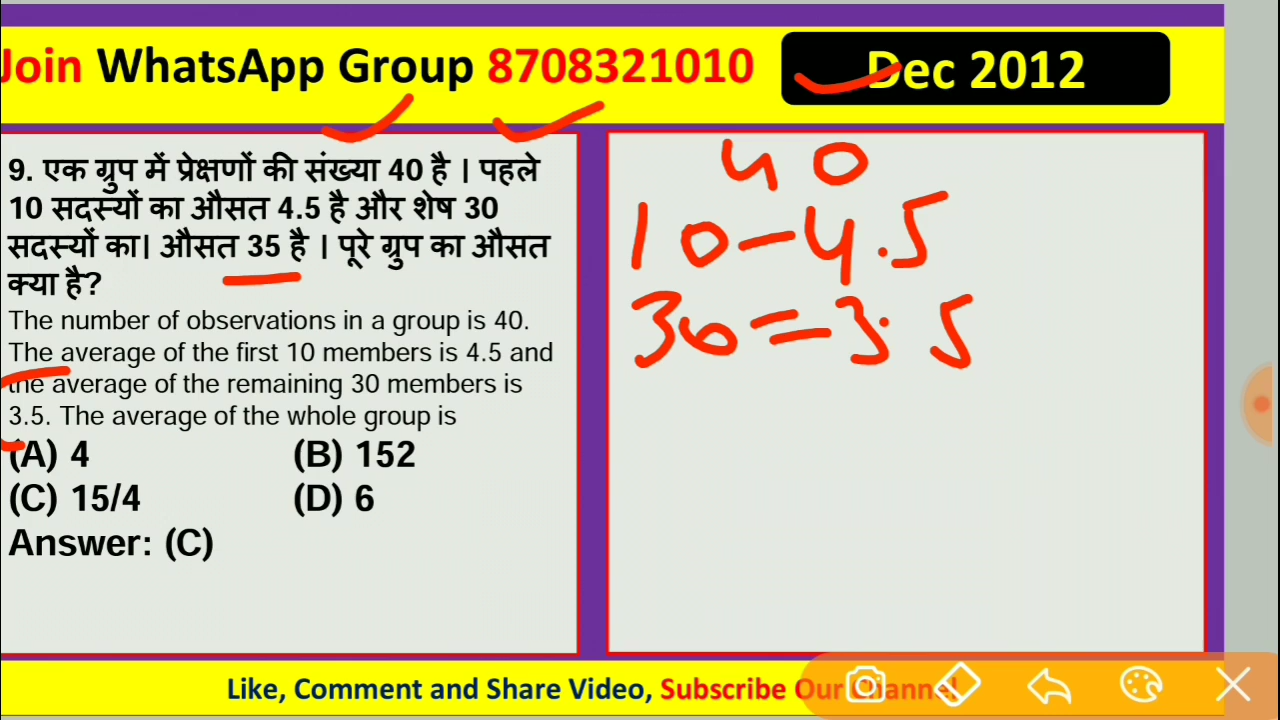 Join WhatsApp Group 8708321010
Dec 2012
9. एक ग्रुप में प्रेक्षणों की संख्या 40 है । पहले
10 सदस्यों का औसत 4.5 है और शेष 30
सदस्यों का। औसत 35 है । पूरे ग्रुप का औसत
क्या है?
The number of observations in a group is 40.
The average of the first 10 members is 4.5 and
the average of the remaining 30 members is
3.5. The average of the whole group is
(A) 4 (B) 152
(C) 15/4 (D) 6
Answer: (C)
40
10-4.5
30=3.5
Like, Comment and Share Video, Subscribe Our Channel